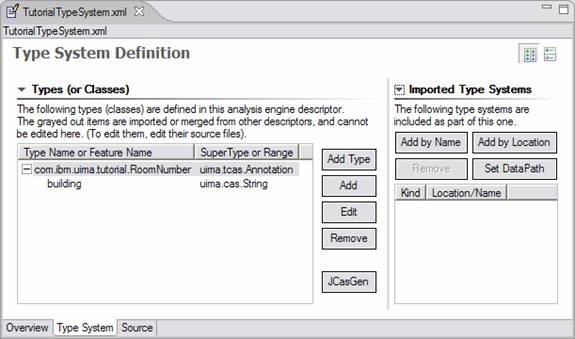 TutorialTypeSystem.xml
TutorialTypeSystem.xml
Type System Definition
Types (or Classes)
The following types (classes) are defined in this analysis engine descriptor.
The grayed out items are imported or merged from other descriptors, and cannot
be edited here. (To edit them, edit their source files).
Type Name or Feature Name SuperType or Range
com.ibm.uima.tutorial.RoomNumber uima.tcas.Annotation
building uima.cas.String
Add Type
Add
Edit
Remove
JCasGen
Imported Type Systems
The following type systems are
included as part of this one.
Add by Name Add by Location
Remove Set DataPath
Kind Location/Name
Overview Type System Source